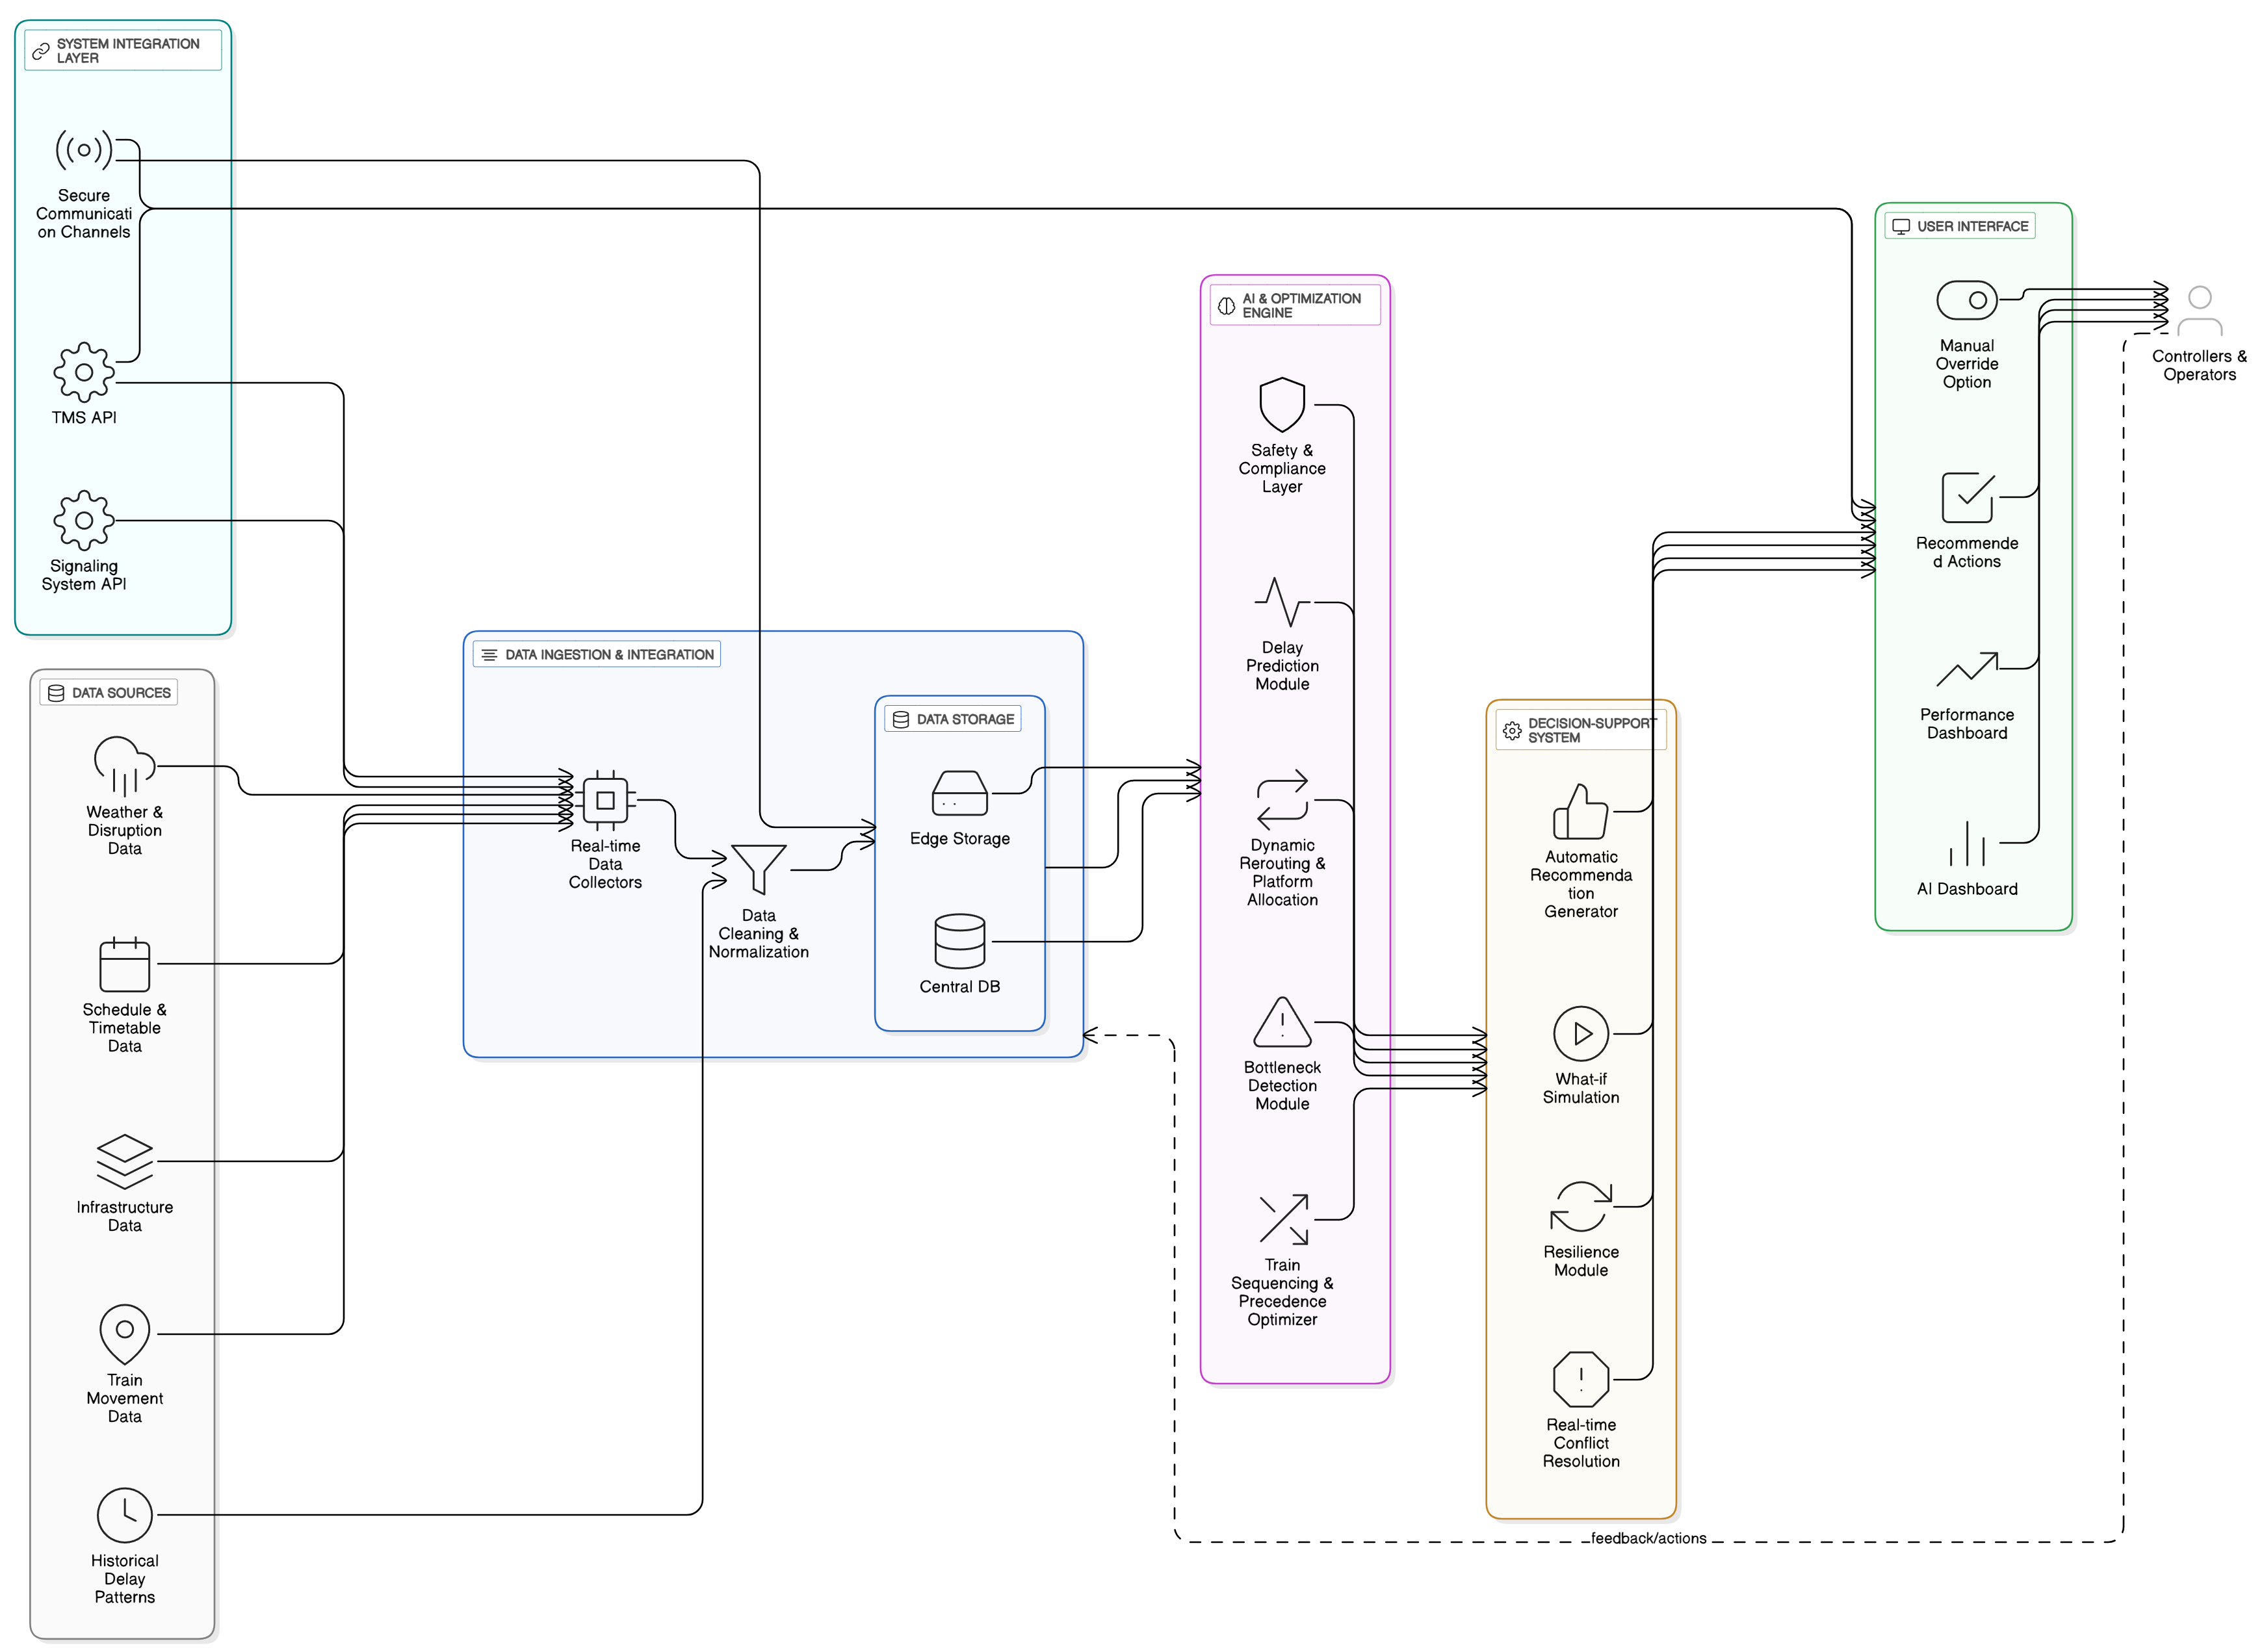 SYSTEM INTEGRATION
LAYER
Secure
Communicati
on Channels
TMS API
Signaling
System API
DATA SOURCES
Weather &
Disruption
Data
Schedule &
Timetable
Data
Infrastructure
Data
Train
Movement
Data
Historical
Delay
Patterns
DATA INGESTION & INTEGRATION
Real-time
Data
Collectors
Data
Cleaning &
Normalization
DATA STORAGE
Edge Storage
Central DB
AI & OPTIMIZATION
ENGINE
Safety &
Compliance
Layer
Delay
Prediction
Module
Dynamic
Rerouting &
Platform
Allocation
Bottleneck
Detection
Module
Train
Sequencing &
Precedence
Optimizer
DECISION-SUPPORT
SYSTEM
Automatic
Recommenda
tion
Generator
What-if
Simulation
Resilience
Module
Real-time
Conflict
Resolution
USER INTERFACE
Manual
Override
Option
Recommende
d Actions
Performance
Dashboard
AI Dashboard
Controllers &
Operators
feedback/actions